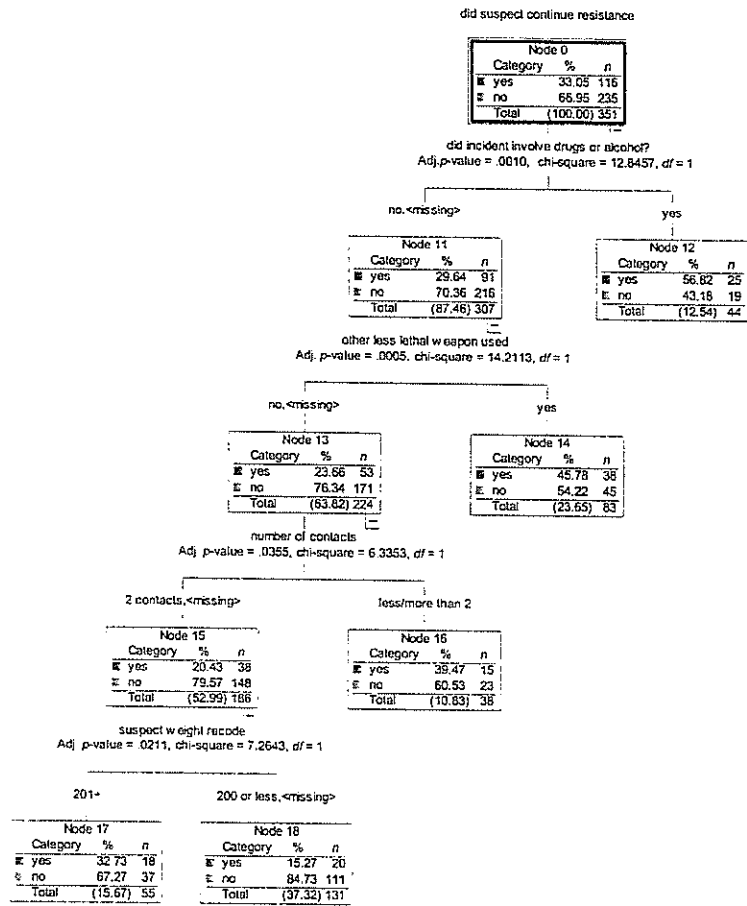 did suspect continue resistance
Node 0
Category % n
yes 33.05 116
no 66.95 235
Total (100.00) 351
did incident involve drugs or alcohol?
Adj. p-value = .0010, chi-square = 12.8457, df = 1
no,<missing>
yes
Node 11
Category % n
yes 29.64 91
no 70.36 216
Total (87.46) 307
Node 12
Category % n
yes 56.82 25
no 43.18 19
Total (12.54) 44
other less lethal weapon used
Adj. p-value = .0005, chi-square = 14.2113, df = 1
no,<missing>
yes
Node 13
Category % n
yes 23.66 53
no 76.34 171
Total (63.82) 224
Node 14
Category % n
yes 45.78 38
no 54.22 45
Total (23.65) 83
number of contacts
Adj. p-value = .0355, chi-square = 6.3353, df = 1
2 contacts,<missing>
less/more than 2
Node 15
Category % n
yes 20.43 38
no 79.57 148
Total (52.99) 186
Node 16
Category % n
yes 39.47 15
no 60.53 23
Total (10.83) 38
suspect weight recode
Adj. p-value = .0211, chi-square = 7.2643, df = 1
201+
200 or less,<missing>
Node 17
Category % n
yes 32.73 18
no 67.27 37
Total (15.67) 55
Node 18
Category % n
yes 15.27 20
no 84.73 111
Total (37.32) 131